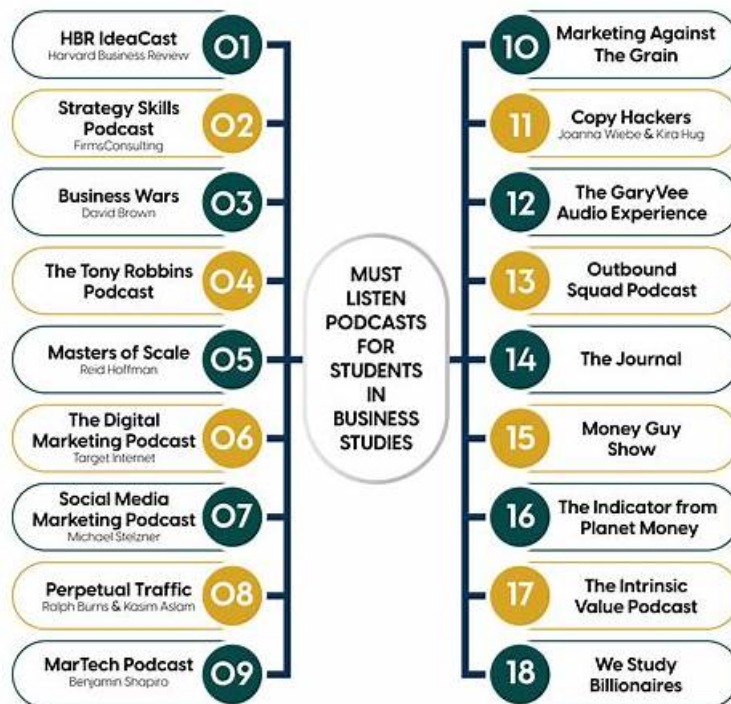 HBR IdeaCast
Harvard Business Review
01
Strategy Skills
Podcast
FirmsConsulting
02
Business Wars
David Brown
03
The Tony Robbins
Podcast
04
Masters of Scale
Reid Hoffman
05
The Digital
Marketing Podcast
Target Internet
06
Social Media
Marketing Podcast
Michael Stelzner
07
Perpetual Traffic
Ralph Burns & Kasim Aslam
08
MarTech Podcast
Benjamin Shapiro
09
MUST
LISTEN
PODCASTS
FOR
STUDENTS
IN
BUSINESS
STUDIES
10
Marketing Against
The Grain
11
Copy Hackers
Joanna Wiebe & Kira Hug
12
The GaryVee
Audio Experience
13
Outbound
Squad Podcast
14
The Journal
15
Money Guy
Show
16
The Indicator from
Planet Money
17
The Intrinsic
Value Podcast
18
We Study
Billionaires